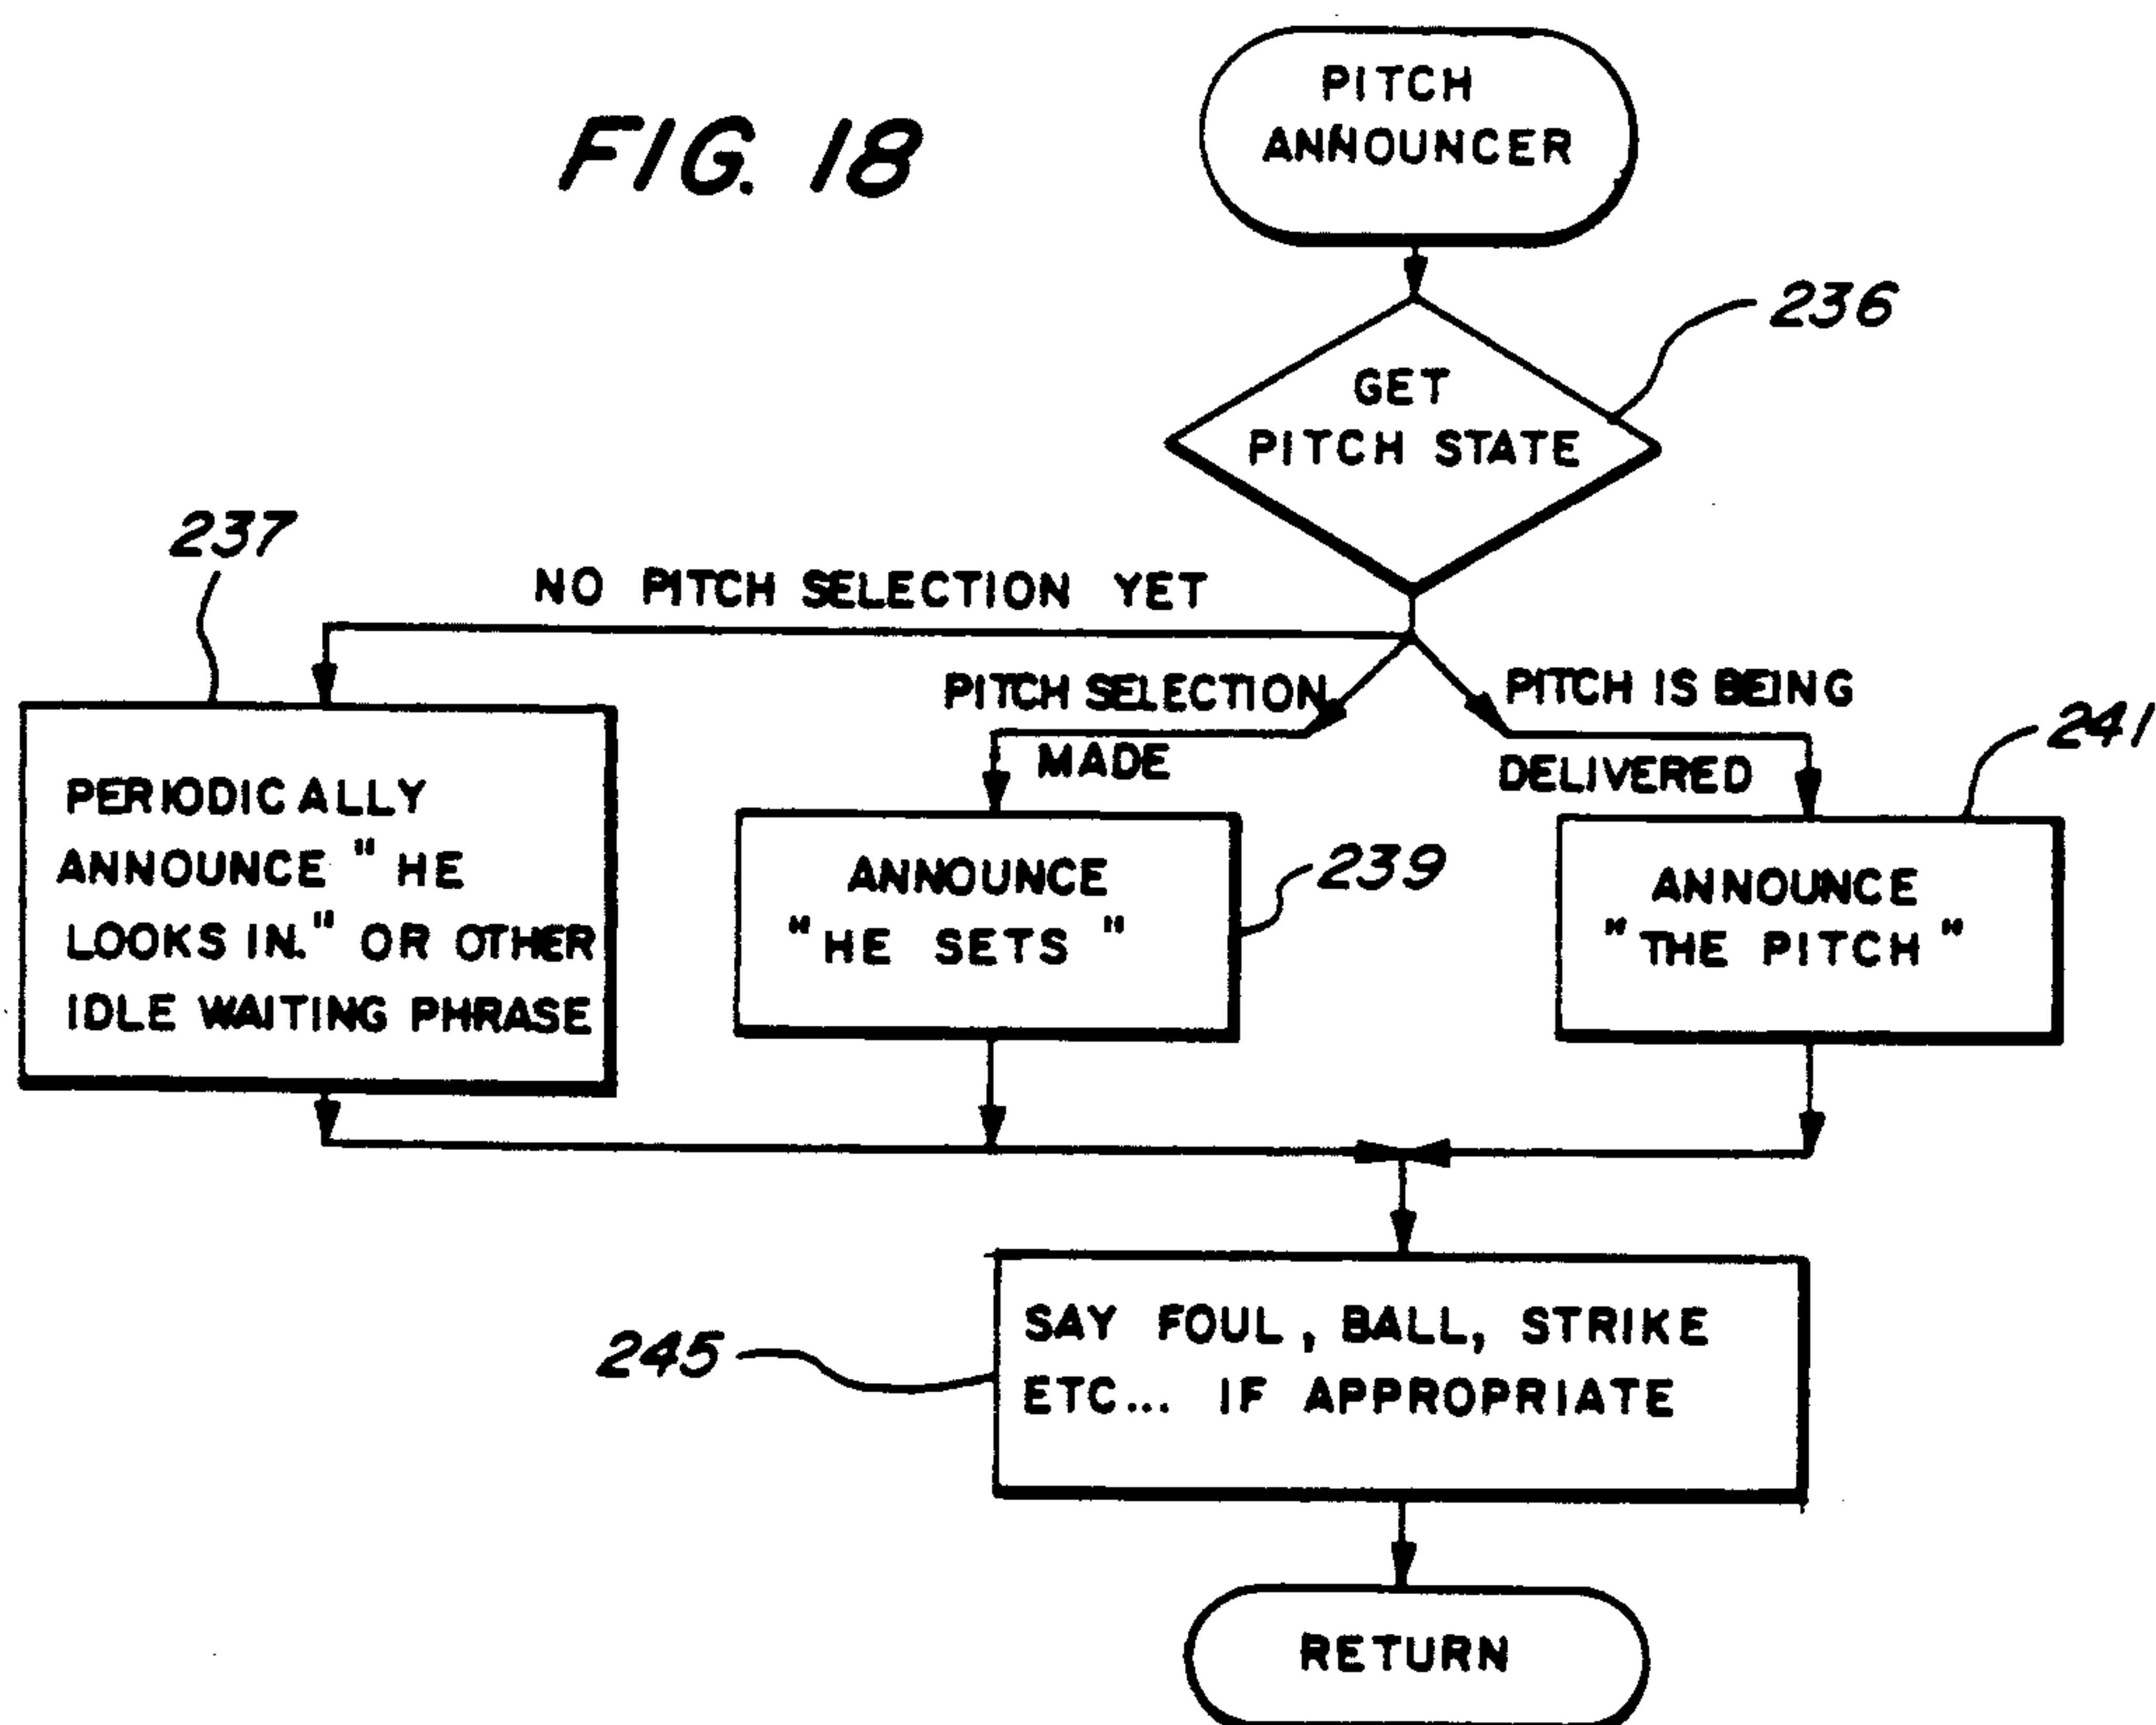 FIG. 18
PITCH
ANNOUNCER
236
GET
PITCH STATE
237
NO PITCH SELECTION YET
PITCH SELECTION
MADE
PITCH IS BEING
DELIVERED
241
PERIODICALLY
ANNOUNCE "HE
LOOKS IN." OR OTHER
IDLE WAITING PHRASE
ANNOUNCE
"HE SETS"
239
ANNOUNCE
"THE PITCH"
245
SAY FOUL, BALL, STRIKE
ETC... IF APPROPRIATE
RETURN